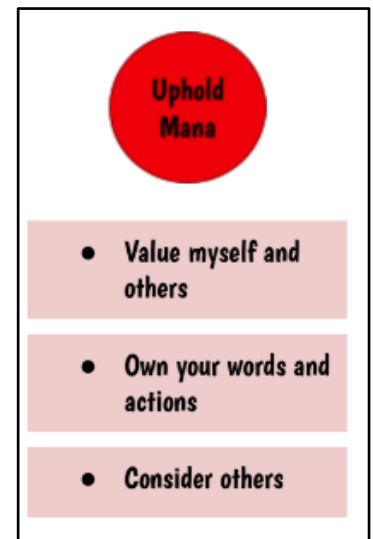 Uphold
Mana
● Value myself and
others
● Own your words and
actions
● Consider others